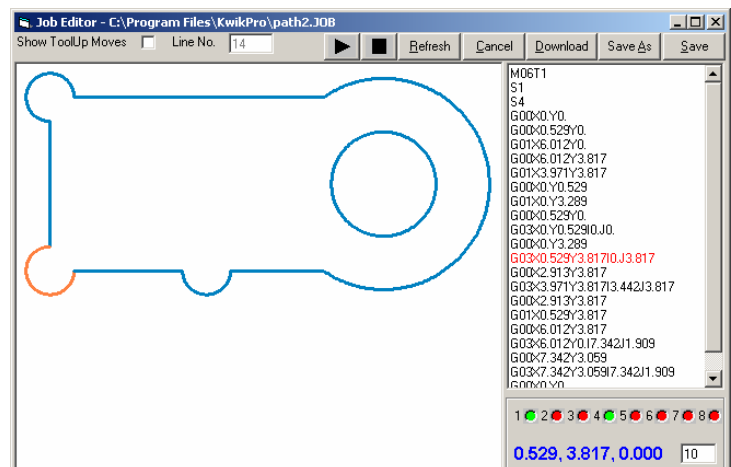 Job Editor - C:\Program Files\KwikPro\path2.JOB
Show ToolUp Moves Line No. 14 Refresh Cancel Download Save As Save
M06T1
S1
S4
G00X0.Y0.
G00X0.529Y0.
G01X6.012Y0.
G00X6.012Y3.817
G01X3.971Y3.817
G00X0.Y0.529
G01X0.Y3.289
G00X0.529Y0.
G03X0.Y0.529I0.J0.
G00X0.Y3.289
G03X0.529Y3.817I0.J3.817
G00X2.913Y3.817
G03X3.971Y3.817I3.442J3.817
G00X2.913Y3.817
G01X0.529Y3.817
G00X6.012Y3.817
G03X6.012Y0.I7.342J1.909
G00X7.342Y3.059
G03X7.342Y3.059I7.342J1.909
G00X0.Y0.
1 2 3 4 5 6 7 8
0.529, 3.817, 0.000 10